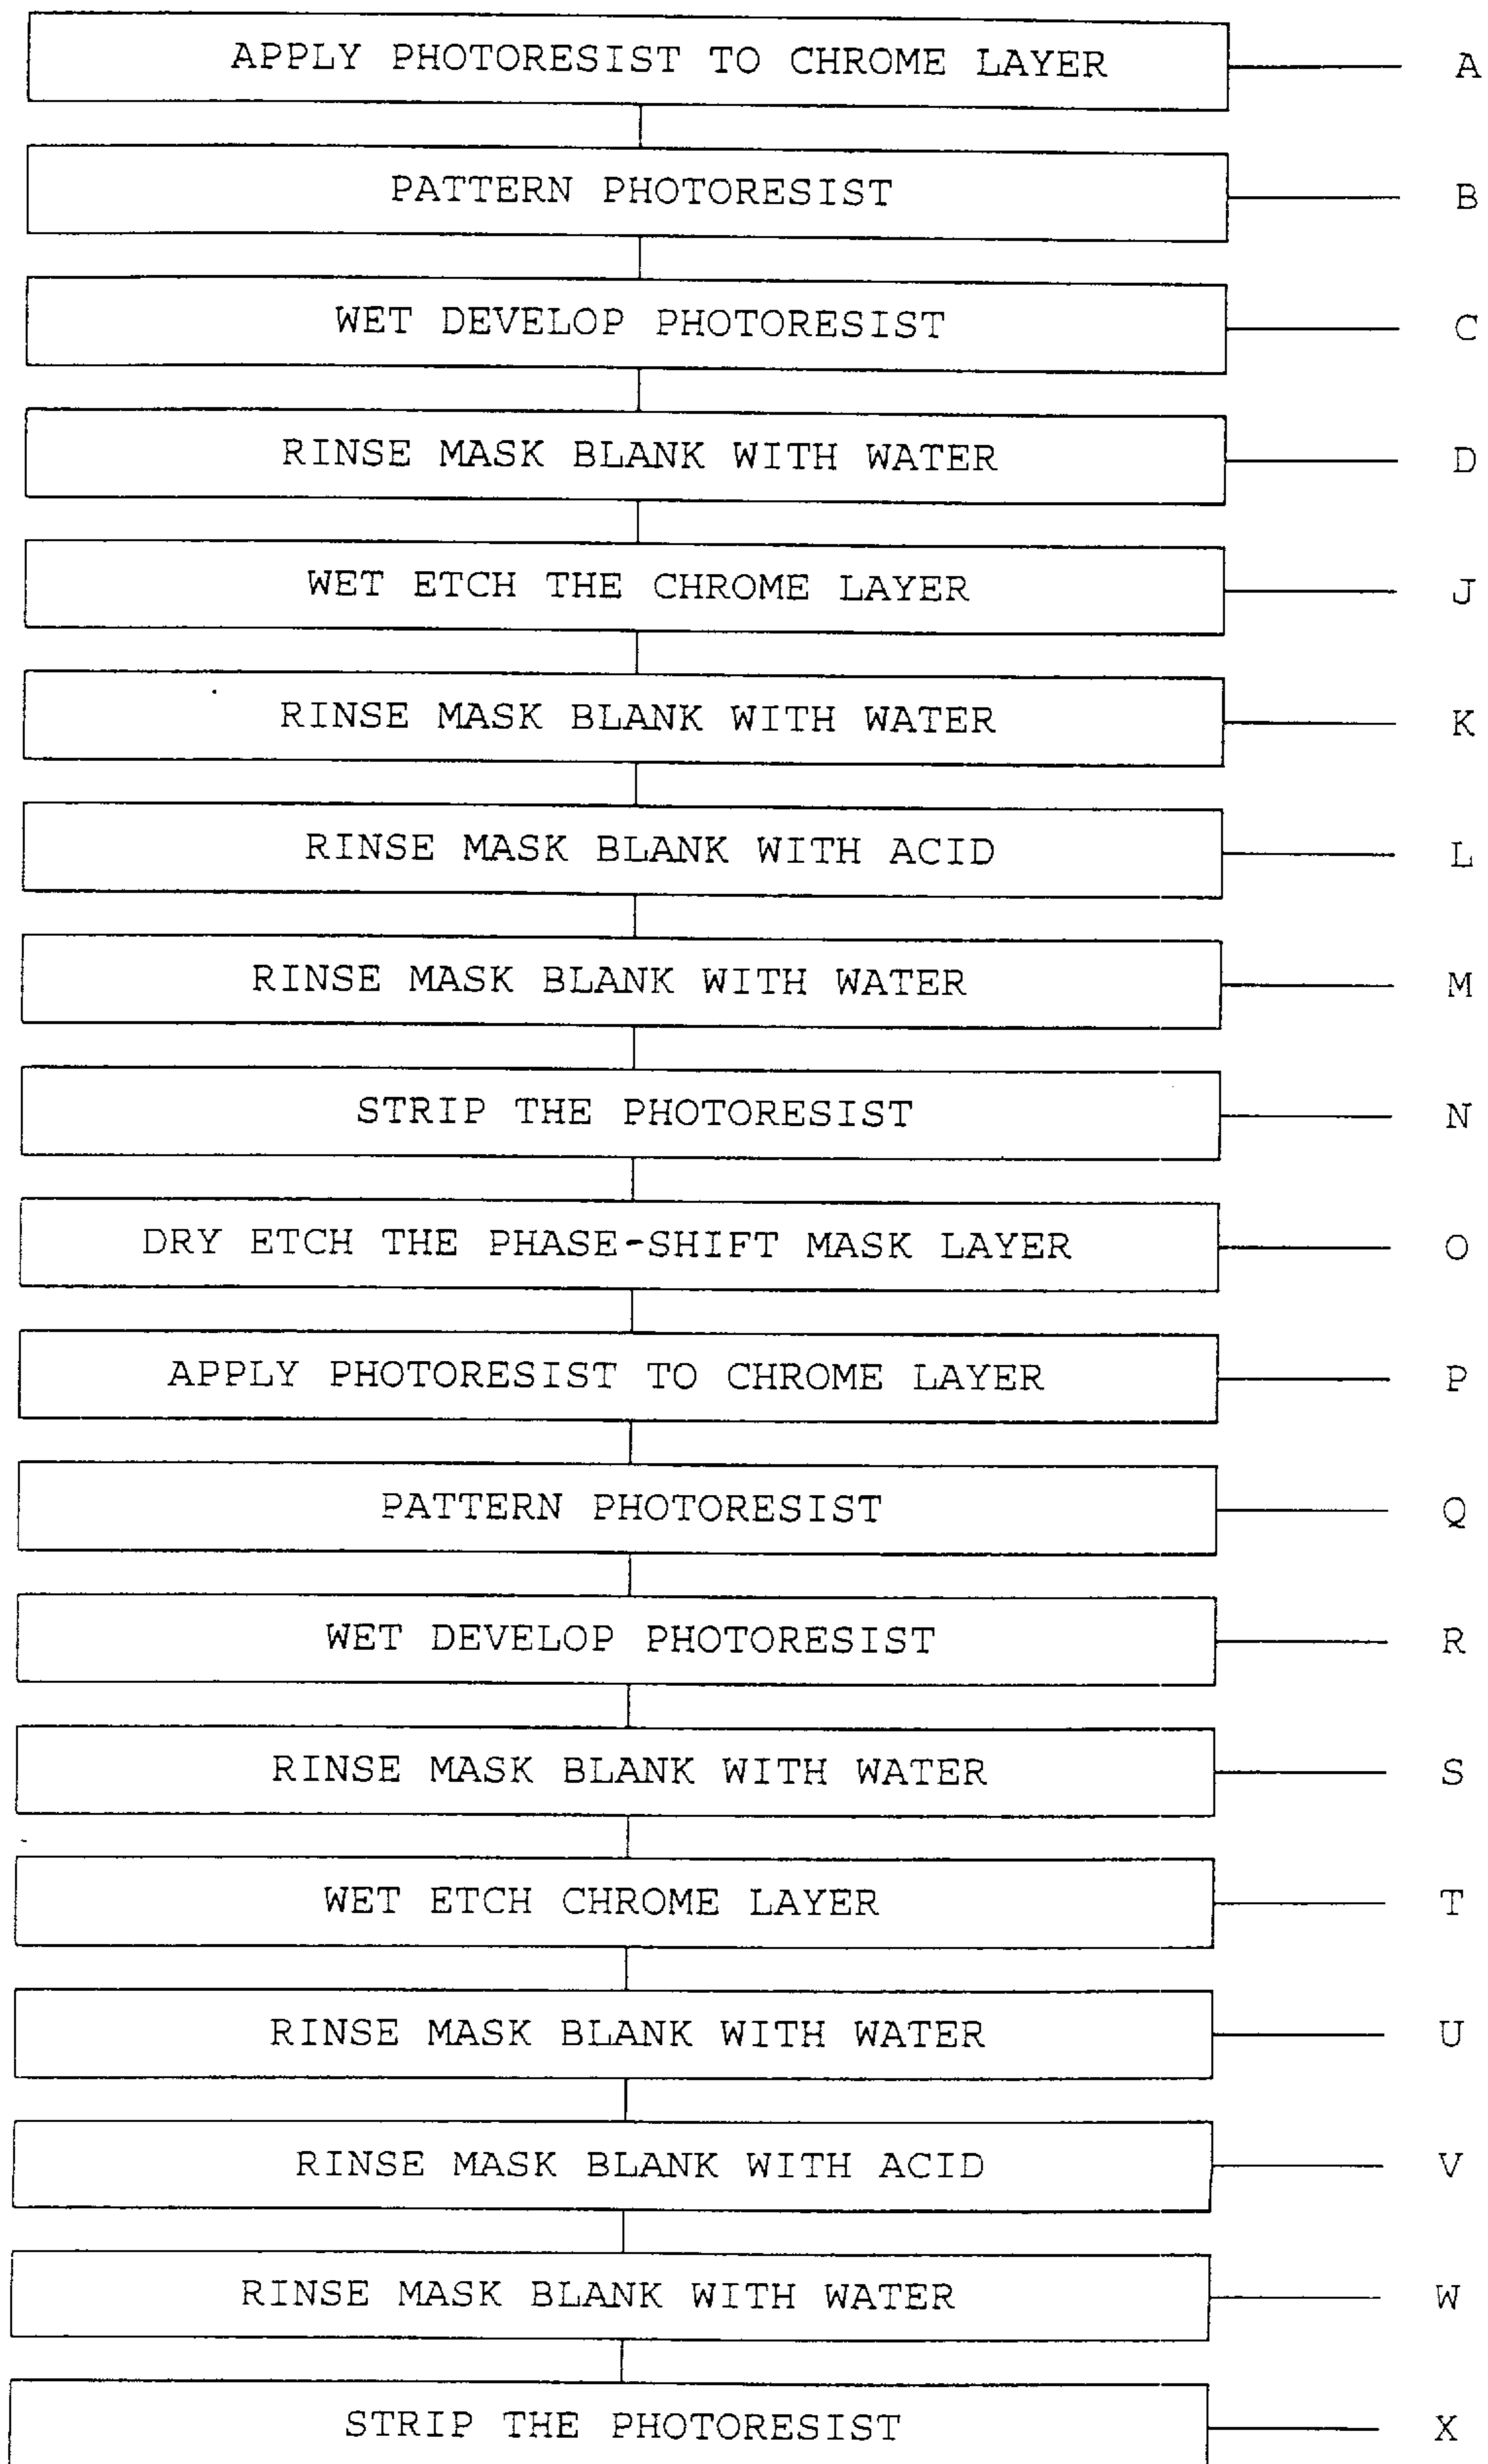 APPLY PHOTORESIST TO CHROME LAYER A
PATTERN PHOTORESIST B
WET DEVELOP PHOTORESIST C
RINSE MASK BLANK WITH WATER D
WET ETCH THE CHROME LAYER J
RINSE MASK BLANK WITH WATER K
RINSE MASK BLANK WITH ACID L
RINSE MASK BLANK WITH WATER M
STRIP THE PHOTORESIST N
DRY ETCH THE PHASE-SHIFT MASK LAYER O
APPLY PHOTORESIST TO CHROME LAYER P
PATTERN PHOTORESIST Q
WET DEVELOP PHOTORESIST R
RINSE MASK BLANK WITH WATER S
WET ETCH CHROME LAYER T
RINSE MASK BLANK WITH WATER U
RINSE MASK BLANK WITH ACID V
RINSE MASK BLANK WITH WATER W
STRIP THE PHOTORESIST X